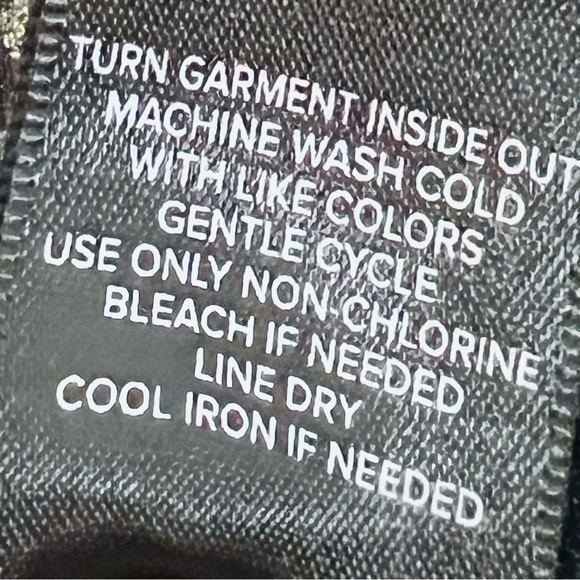 TURN GARMENT INSIDE OUT
MACHINE WASH COLD
WITH LIKE COLORS
GENTLE CYCLE
USE ONLY NON-CHLORINE
BLEACH IF NEEDED
LINE DRY
COOL IRON IF NEEDED